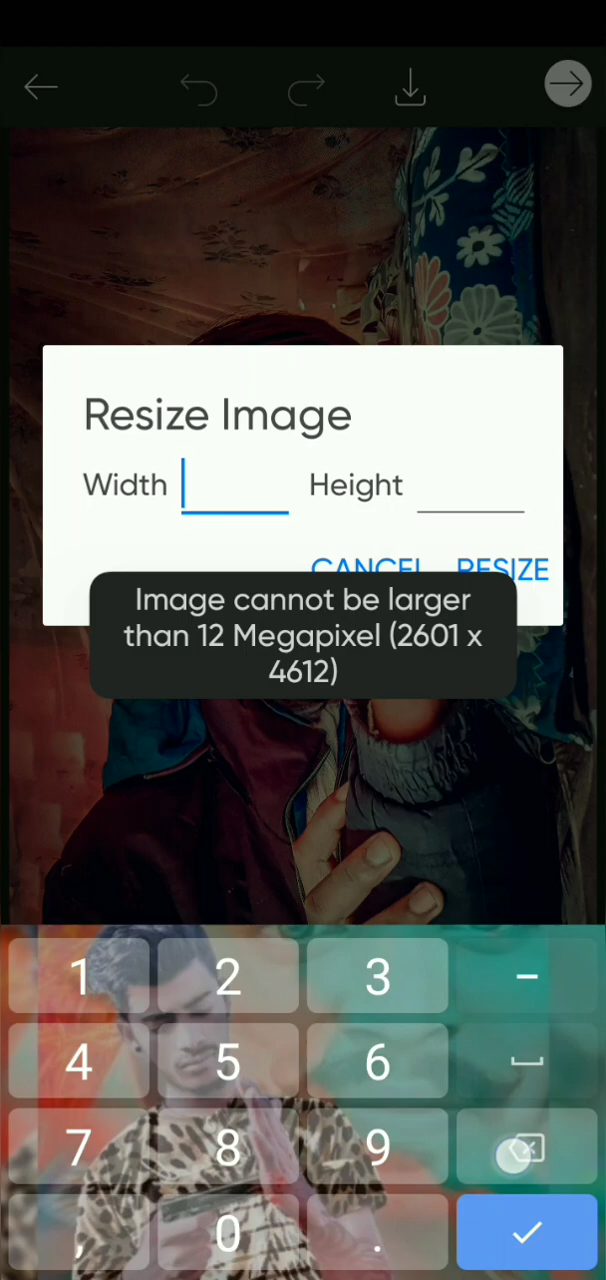 Resize Image
Width Height
CANCEL RESIZE
Image cannot be larger
than 12 Megapixel (2601 x
4612)
1 2 3 -
4 5 6
7 8 9
, 0 .